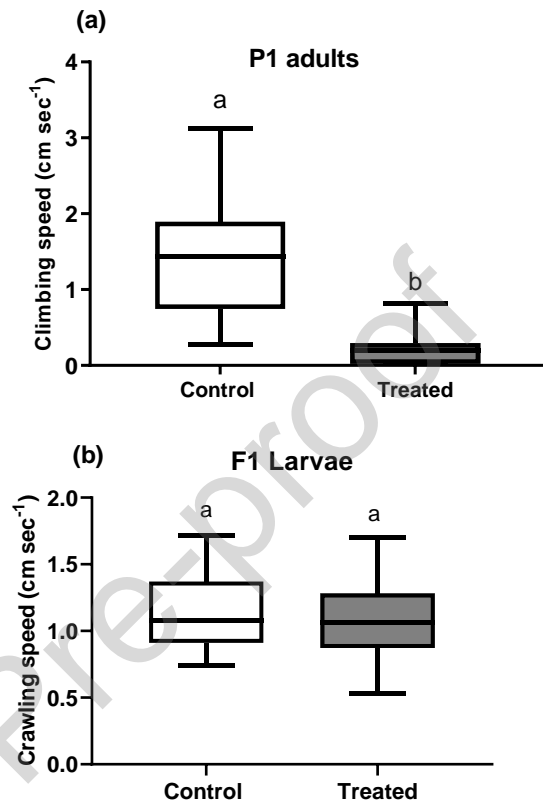 (a)
P1 adults
Climbing speed (cm sec⁻¹)
4
3
2
1
0
a
b
Control
Treated
(b)
F1 Larvae
Crawling speed (cm sec⁻¹)
2.0
1.5
1.0
0.5
0.0
a
a
Control
Treated
Pre-proof